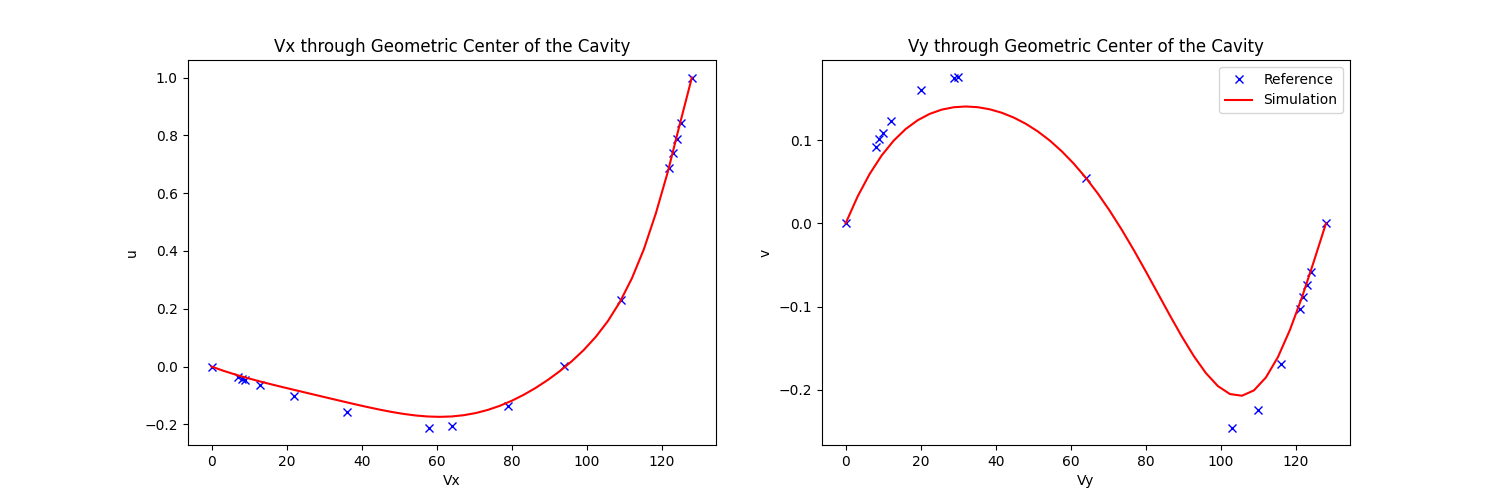 Vx through Geometric Center of the Cavity
1.0
0.8
0.6
0.4
0.2
0.0
−0.2
u
0 20 40 60 80 100 120
Vx
Vy through Geometric Center of the Cavity
Reference
Simulation
0.1
0.0
−0.1
−0.2
v
0 20 40 60 80 100 120
Vy